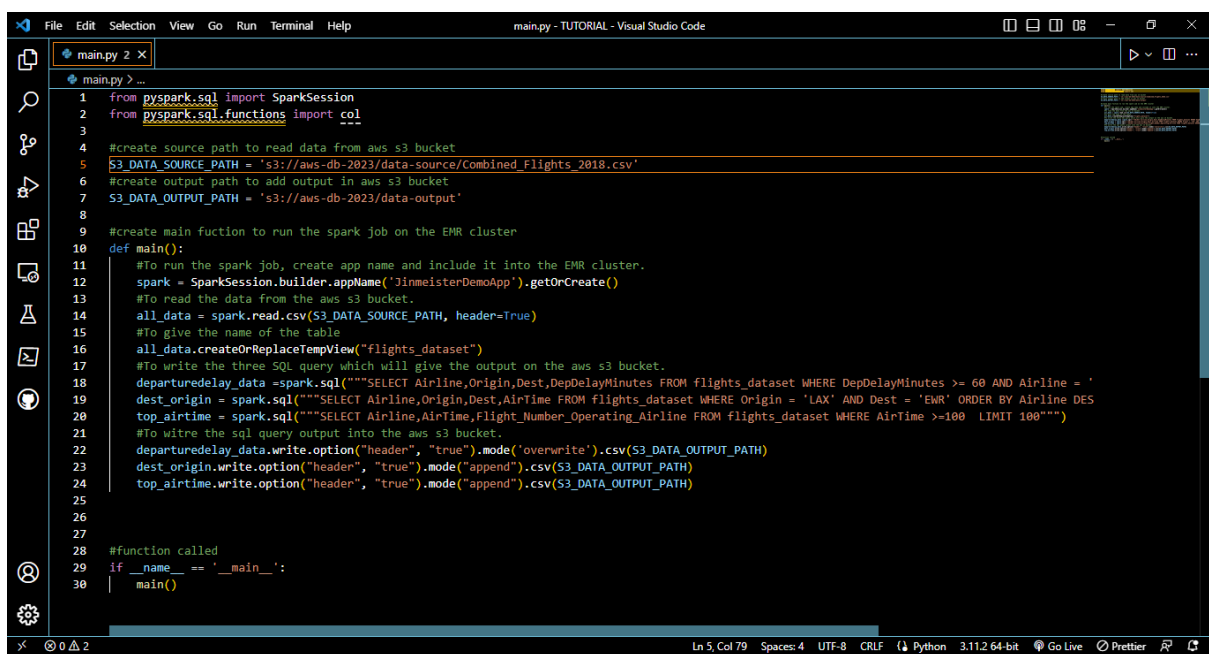 File Edit Selection View Go Run Terminal Help main.py - TUTORIAL - Visual Studio Code
main.py 2 ×
main.py > ...
1 from pyspark.sql import SparkSession
2 from pyspark.sql.functions import col
3
4 #create source path to read data from aws s3 bucket
5 S3_DATA_SOURCE_PATH = 's3://aws-db-2023/data-source/Combined_Flights_2018.csv'
6 #create output path to add output in aws s3 bucket
7 S3_DATA_OUTPUT_PATH = 's3://aws-db-2023/data-output'
8
9 #create main fuction to run the spark job on the EMR cluster
10 def main():
11     #To run the spark job, create app name and include it into the EMR cluster.
12     spark = SparkSession.builder.appName('JinmeisterDemoApp').getOrCreate()
13     #To read the data from the aws s3 bucket.
14     all_data = spark.read.csv(S3_DATA_SOURCE_PATH, header=True)
15     #To give the name of the table
16     all_data.createOrReplaceTempView("flights_dataset")
17     #To write the three SQL query which will give the output on the aws s3 bucket.
18     departuredelay_data =spark.sql("""SELECT Airline,Origin,Dest,DepDelayMinutes FROM flights_dataset WHERE DepDelayMinutes >= 60 AND Airline = '
19     dest_origin = spark.sql("""SELECT Airline,Origin,Dest,AirTime FROM flights_dataset WHERE Origin = 'LAX' AND Dest = 'EWR' ORDER BY Airline DES
20     top_airtime = spark.sql("""SELECT Airline,AirTime,Flight_Number_Operating_Airline FROM flights_dataset WHERE AirTime >=100  LIMIT 100""")
21     #To witre the sql query output into the aws s3 bucket.
22     departuredelay_data.write.option("header", "true").mode('overwrite').csv(S3_DATA_OUTPUT_PATH)
23     dest_origin.write.option("header", "true").mode("append").csv(S3_DATA_OUTPUT_PATH)
24     top_airtime.write.option("header", "true").mode("append").csv(S3_DATA_OUTPUT_PATH)
25
26
27
28 #function called
29 if __name__ == '__main__':
30     main()
0 2 Ln 5, Col 79 Spaces: 4 UTF-8 CRLF Python 3.11.2 64-bit Go Live Prettier